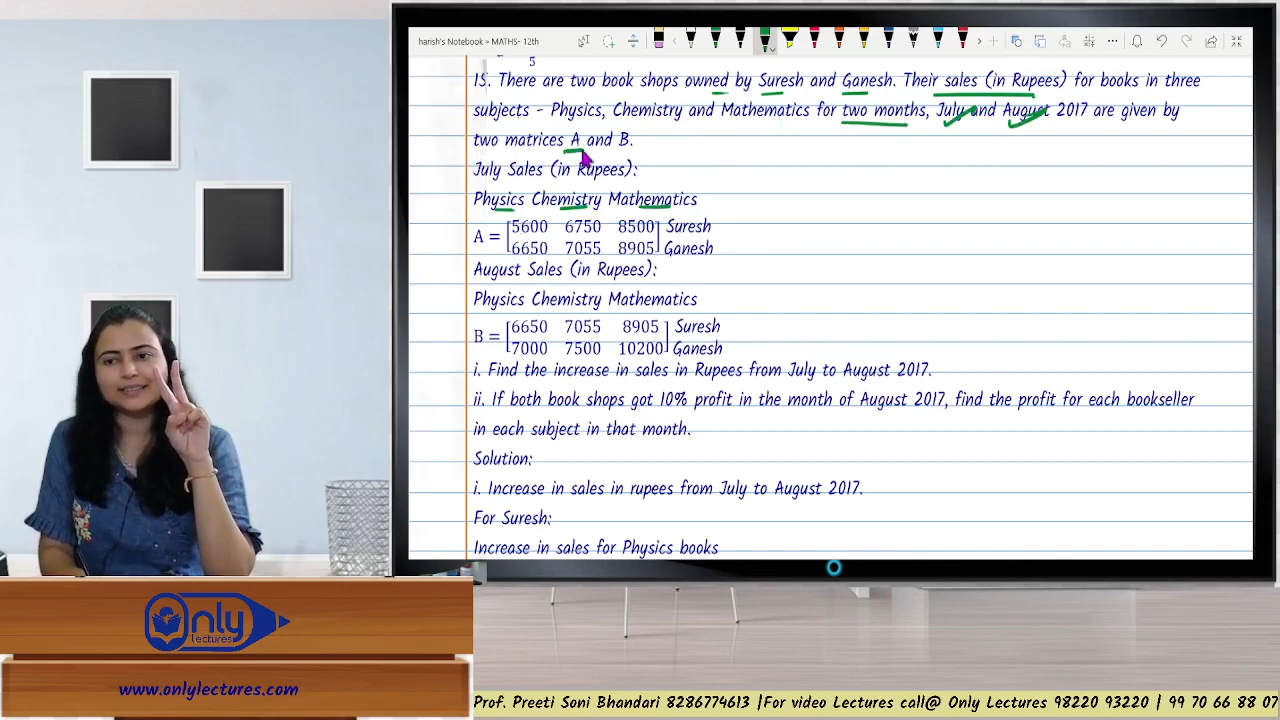 harish's Notebook » MATHS- 12th
5
15. There are two book shops owned by Suresh and Ganesh. Their sales (in Rupees) for books in three
subjects - Physics, Chemistry and Mathematics for two months, July and August 2017 are given by
two matrices A and B.
July Sales (in Rupees):
Physics Chemistry Mathematics
A = [5600 6750 8500] Suresh
[6650 7055 8905] Ganesh
August Sales (in Rupees):
Physics Chemistry Mathematics
B = [6650 7055 8905] Suresh
[7000 7500 10200] Ganesh
i. Find the increase in sales in Rupees from July to August 2017.
ii. If both book shops got 10% profit in the month of August 2017, find the profit for each bookseller
in each subject in that month.
Solution:
i. Increase in sales in rupees from July to August 2017.
For Suresh:
Increase in sales for Physics books
Only
lectures
www.onlylectures.com
Prof. Preeti Soni Bhandari 8286774613 |For video Lectures call@ Only Lectures 98220 93220 | 99 70 66 88 07